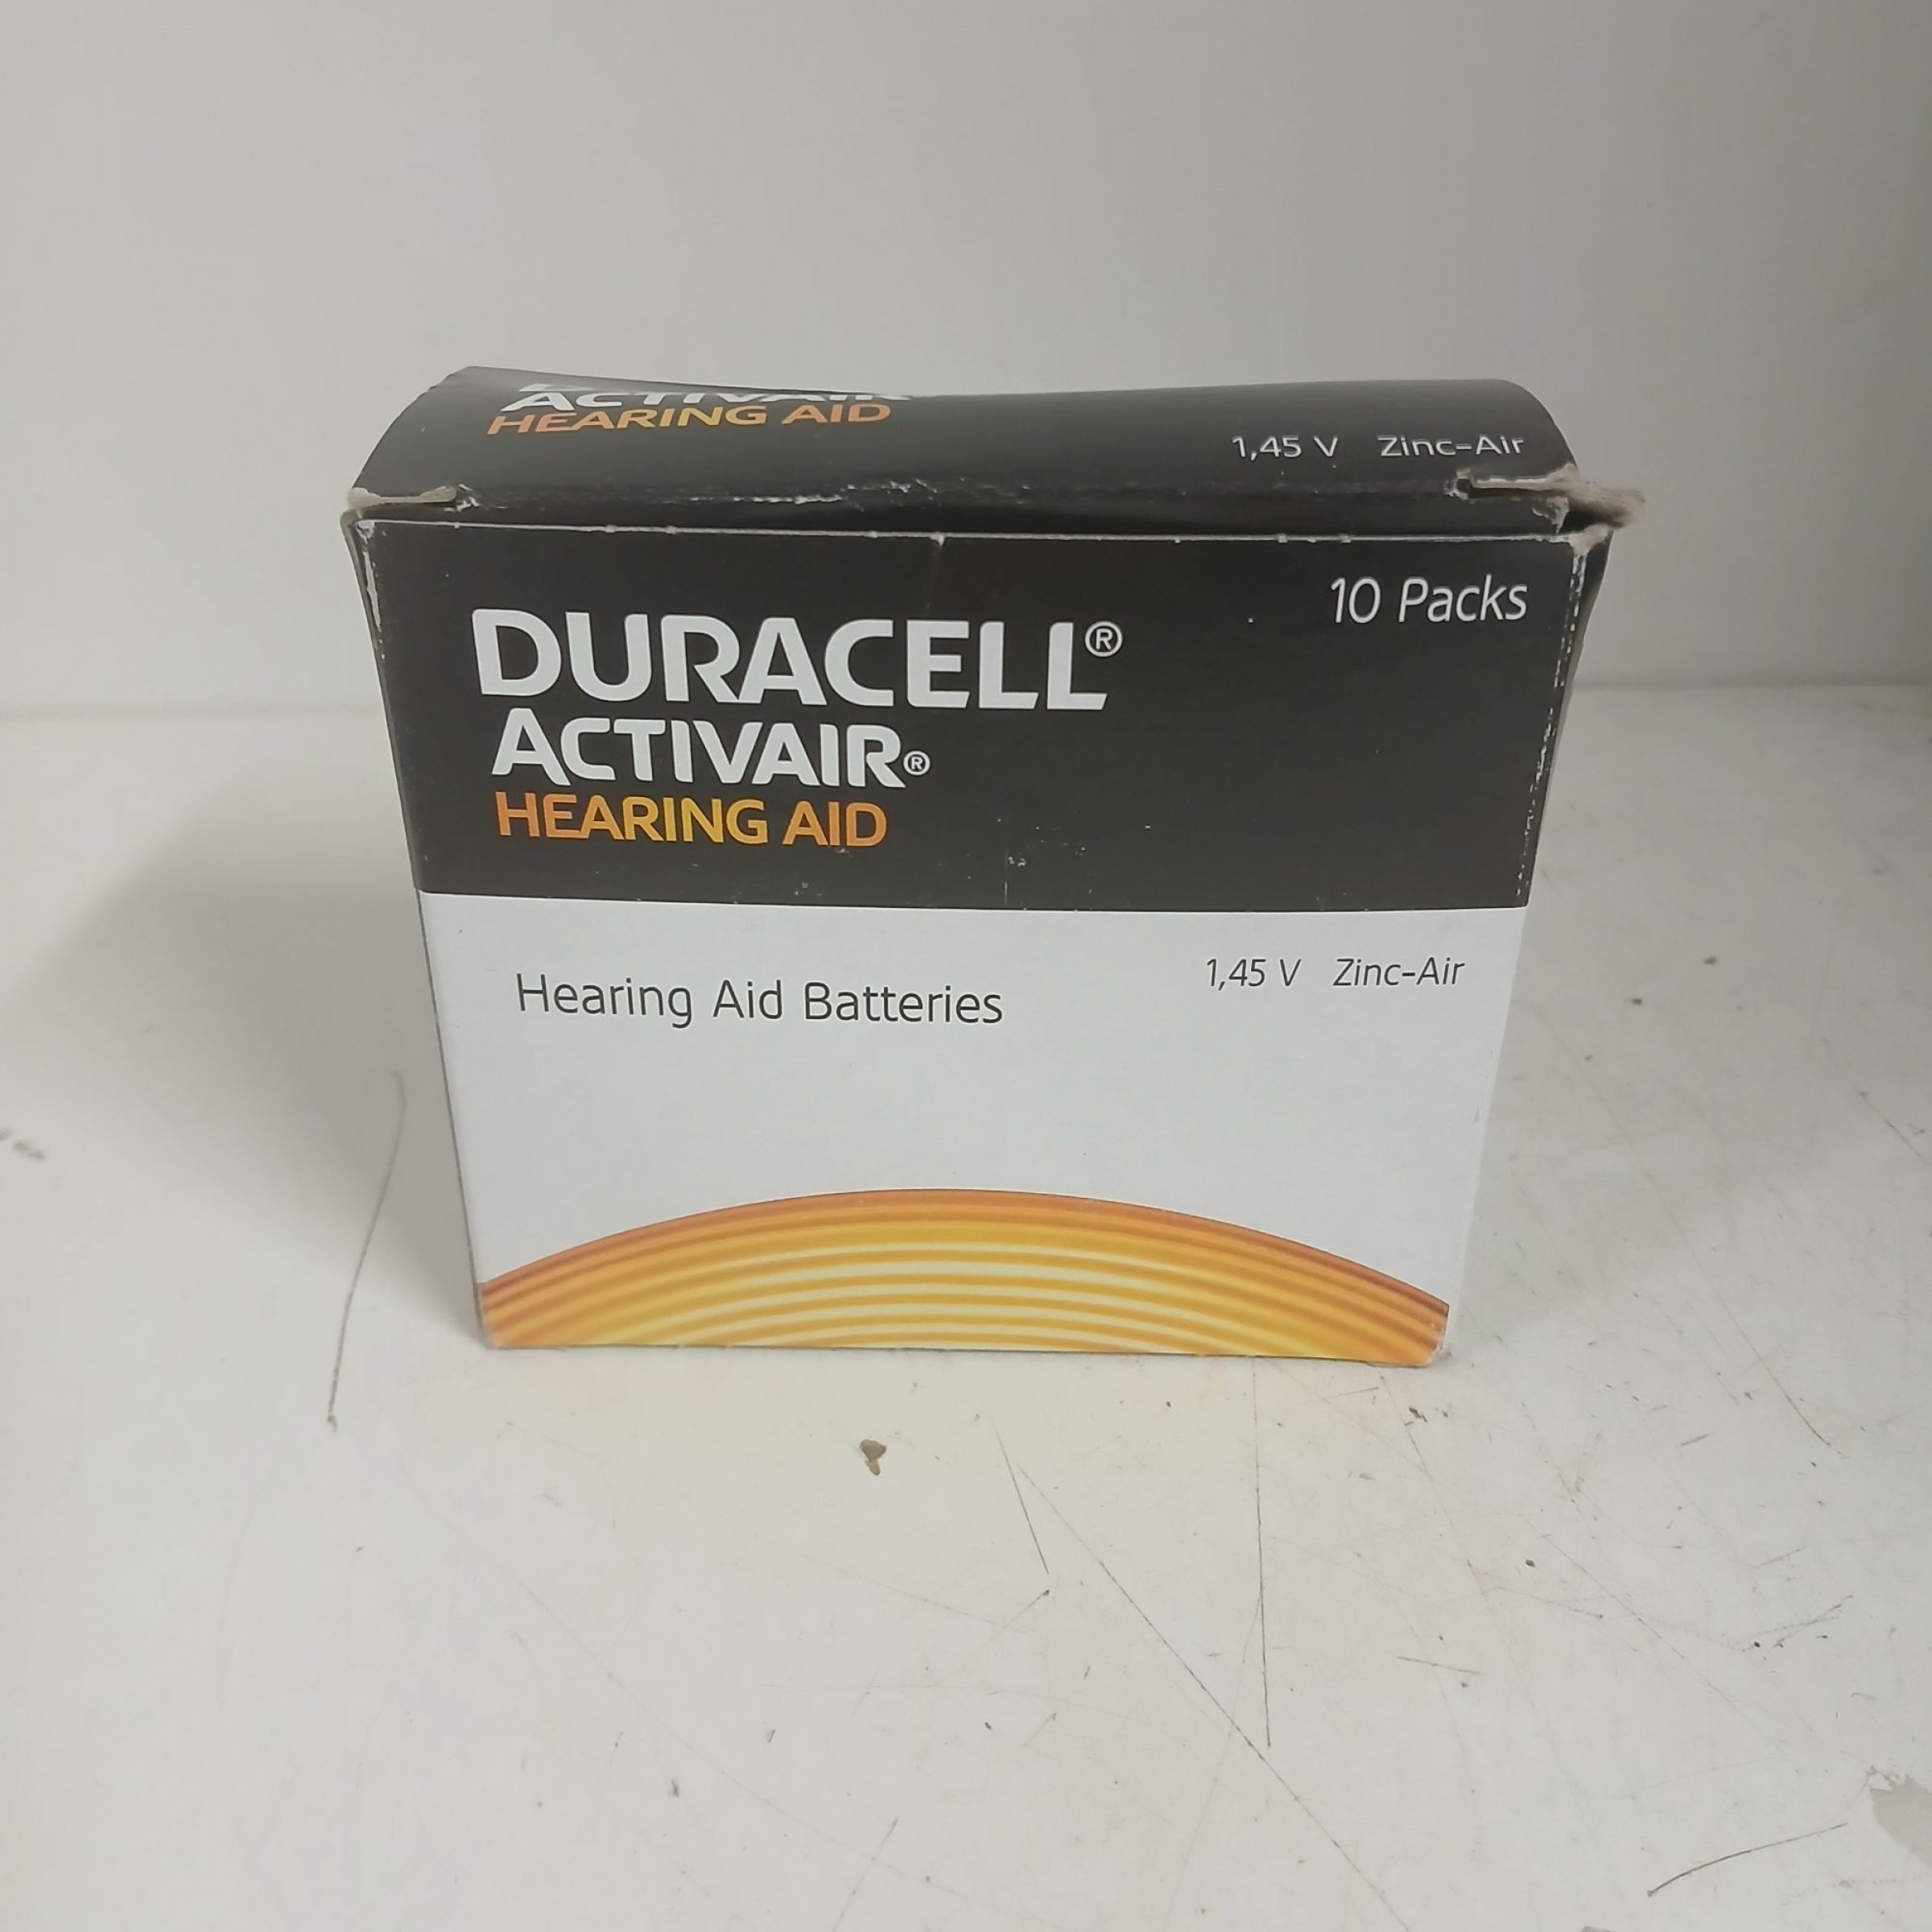 ACTIVAIR
HEARING AID
1,45 V Zinc-Air
10 Packs
DURACELL®
ACTIVAIR®
HEARING AID
Hearing Aid Batteries
1,45 V Zinc-Air